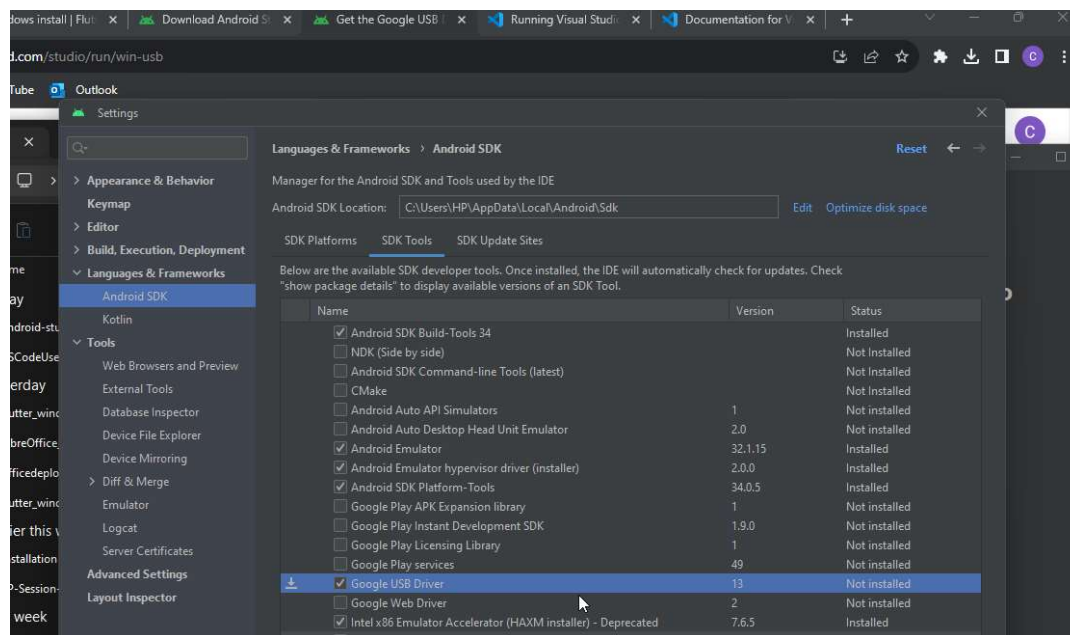 dows install | Flut
Download Android S
Get the Google USB
Running Visual Studio
Documentation for V
d.com/studio/run/win-usb
C
Tube
Outlook
Settings
C
Languages & Frameworks > Android SDK
Reset
Appearance & Behavior
Manager for the Android SDK and Tools used by the IDE
Keymap
Android SDK Location: C:\Users\HP\AppData\Local\Android\Sdk Edit Optimize disk space
Editor
Build, Execution, Deployment
SDK Platforms SDK Tools SDK Update Sites
Languages & Frameworks
Below are the available SDK developer tools. Once installed, the IDE will automatically check for updates. Check
"show package details" to display available versions of an SDK Tool.
Android SDK
Kotlin
Tools
Web Browsers and Preview
External Tools
Database Inspector
Device File Explorer
Device Mirroring
Diff & Merge
Emulator
Logcat
Server Certificates
Advanced Settings
Layout Inspector
Name Version Status
Android SDK Build-Tools 34 Installed
NDK (Side by side) Not Installed
Android SDK Command-line Tools (latest) Not Installed
CMake Not Installed
Android Auto API Simulators 1 Not installed
Android Auto Desktop Head Unit Emulator 2.0 Not installed
Android Emulator 32.1.15 Installed
Android Emulator hypervisor driver (installer) 2.0.0 Installed
Android SDK Platform-Tools 34.0.5 Installed
Google Play APK Expansion library 1 Not installed
Google Play Instant Development SDK 1.9.0 Not installed
Google Play Licensing Library 1 Not installed
Google Play services 49 Not installed
Google USB Driver 13 Not installed
Google Web Driver 2 Not installed
Intel x86 Emulator Accelerator (HAXM installer) - Deprecated 7.6.5 Installed
me
ay
ndroid-stu
SCodeUse
erday
utter_wind
breOffice_
fficedeplo
utter_wind
ier this v
stallation
P-Session-
week